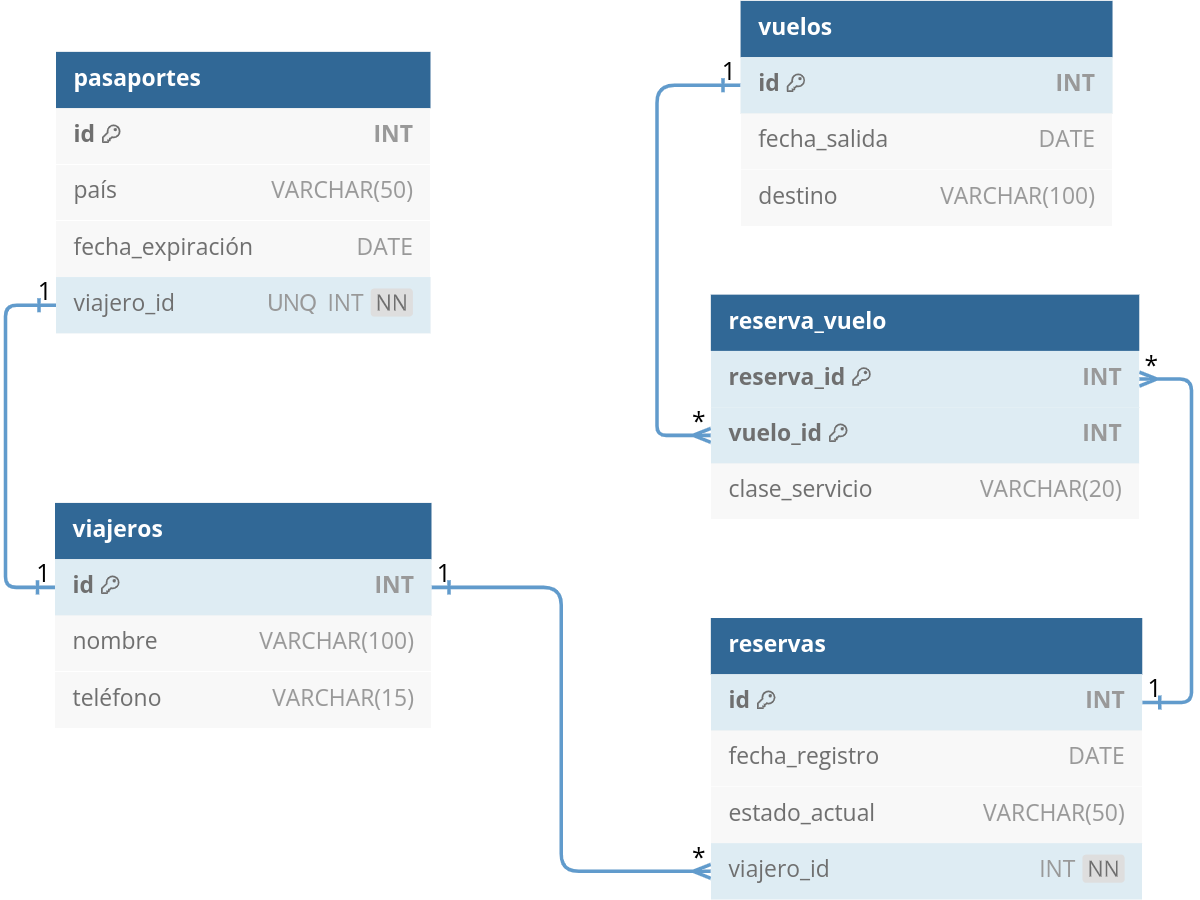 pasaportes
id INT
país VARCHAR(50)
fecha_expiración DATE
1
viajero_id UNQ INT NN
viajeros
1 id INT 1
nombre VARCHAR(100)
teléfono VARCHAR(15)
vuelos
1 id INT
fecha_salida DATE
destino VARCHAR(100)
reserva_vuelo
reserva_id INT *
* vuelo_id INT
clase_servicio VARCHAR(20)
reservas
id INT 1
fecha_registro DATE
estado_actual VARCHAR(50)
* viajero_id INT NN